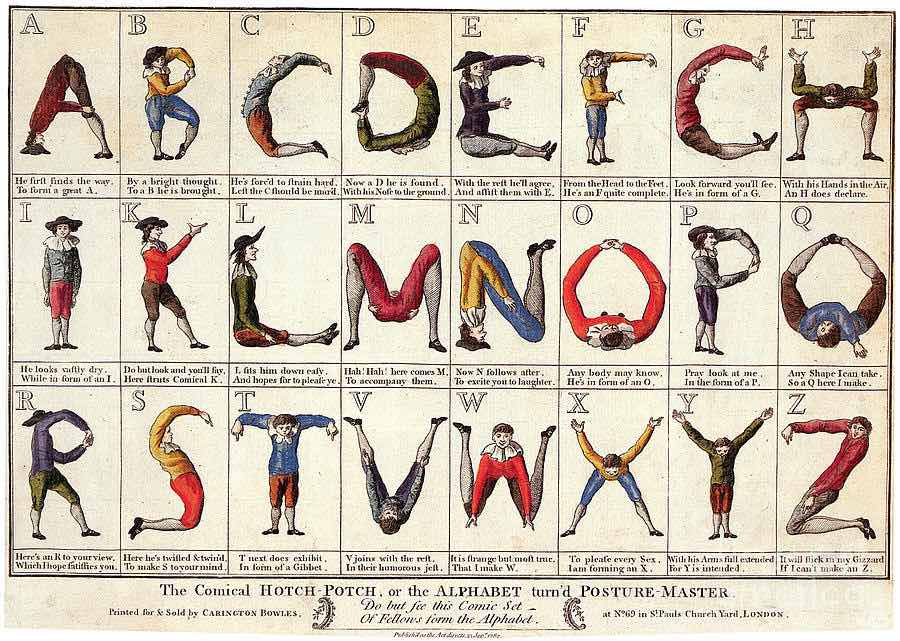 A
He firſt finds the way,
To form a great A.
B
By a bright thought,
To a B he is brought.
C
He's forc'd to ſtrain hard,
Leſt the C ſhould be mar'd.
D
Now a D he is found,
With his Noſe to the ground.
E
With the reſt he'll agree,
And aſſiſt them with E.
F
From the Head to the Feet,
He's an F quite complete.
G
Look forward you'll ſee,
He's in form of a G.
H
With his Hands in the Air,
An H does declare.
I
He looks vaſtly dry,
While in form of an I.
K
Do but look and you'll ſay,
Here ſtruts Comical K.
L
L ſits him down eaſy,
And hopes for to pleaſe ye.
M
Hah! Hah! here comes M,
To accompany them.
N
Now N follows after,
To excite you to laughter.
O
Any body may know,
He's in form of an O.
P
Pray look at me,
In the form of a P.
Q
Any Shape I can take,
So a Q here I make.
R
Here's an R to your view,
Which I hope ſatiſfies you.
S
Here he's twiſted & twin'd,
To make S to your mind.
T
T next does exhibit,
In form of a Gibbet.
V
V joins with the reſt,
In their humorous jeſt.
W
It is ſtrange but moſt true,
That I make W.
X
To pleaſe every Sex,
I am forming an X.
Y
With his Arms full extended
For Y is intended.
Z
It will ſtick in my Gizzard
If I can't make an Z.
The Comical HOTCH-POTCH, or the ALPHABET turn'd POSTURE-MASTER.
Printed for & Sold by CARINGTON BOWLES,
Do but ſee this Comic Set
Of Fellows form the Alphabet.
at No. 69 in St. Pauls Church Yard, LONDON.
Publiſhed as the Act directs